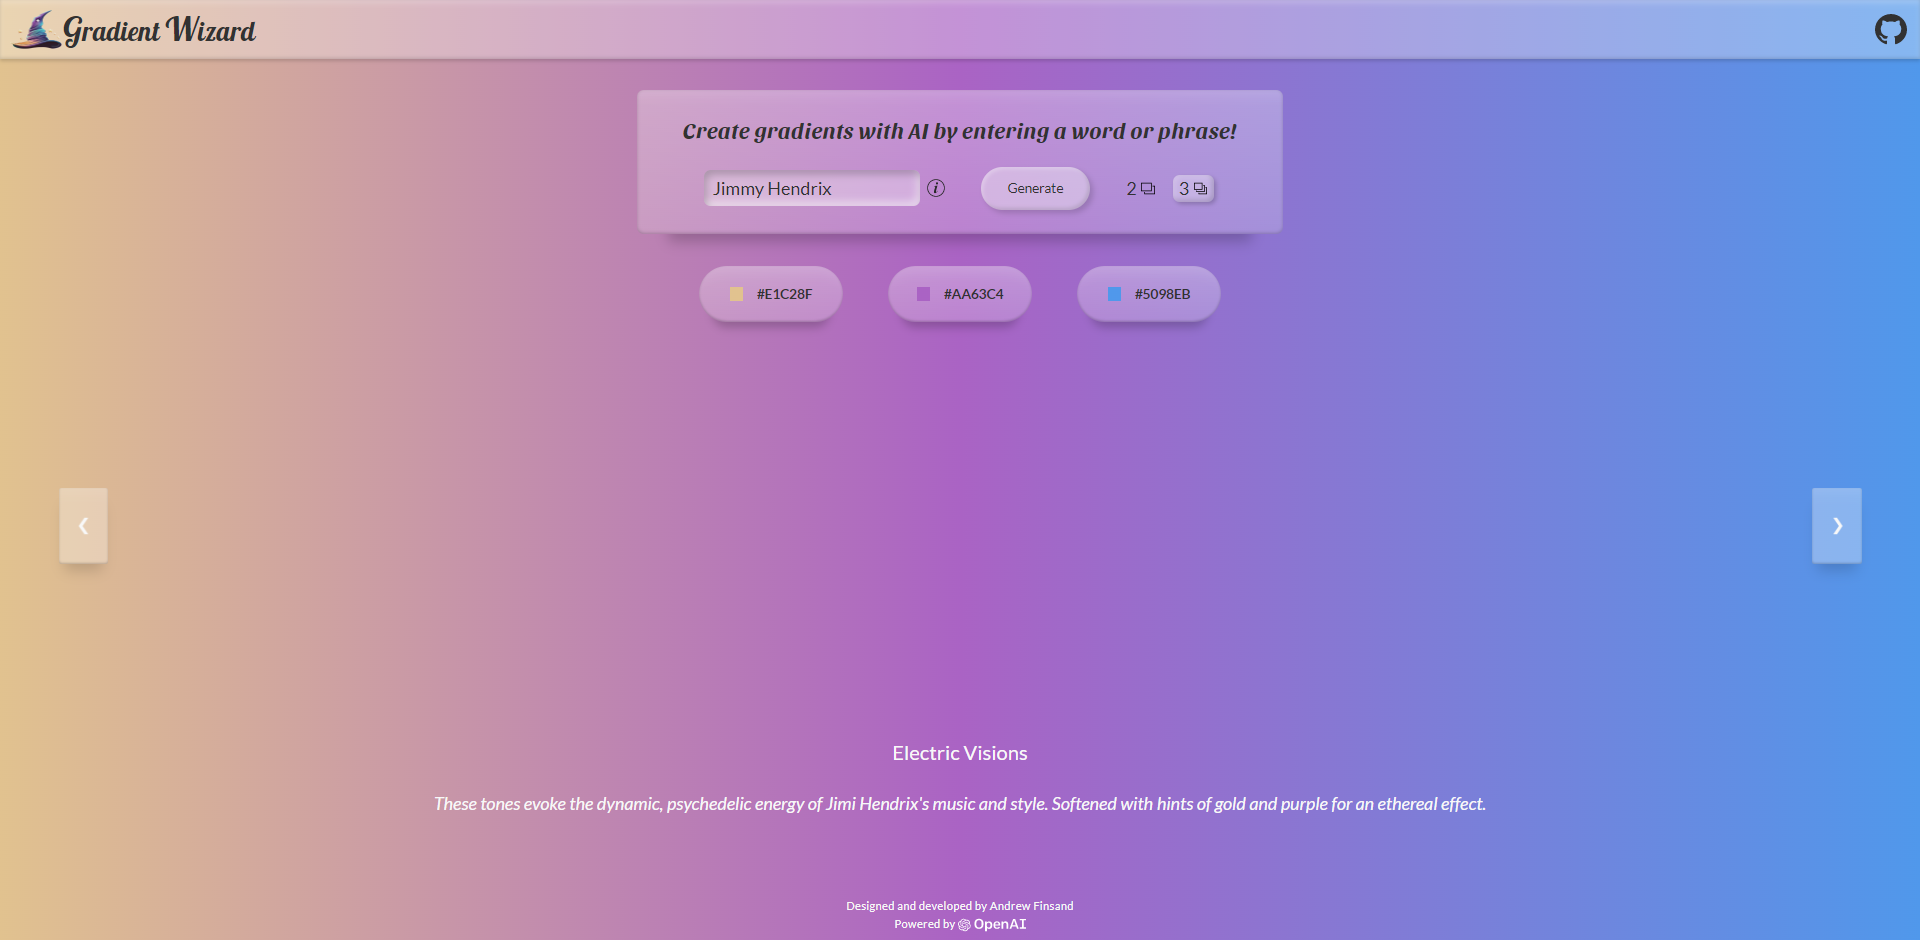 Gradient Wizard
Create gradients with AI by entering a word or phrase!
Jimmy Hendrix i Generate 2 3
#E1C28F #AA63C4 #5098EB
Electric Visions
These tones evoke the dynamic, psychedelic energy of Jimi Hendrix's music and style. Softened with hints of gold and purple for an ethereal effect.
Designed and developed by Andrew Finsand
Powered by OpenAI